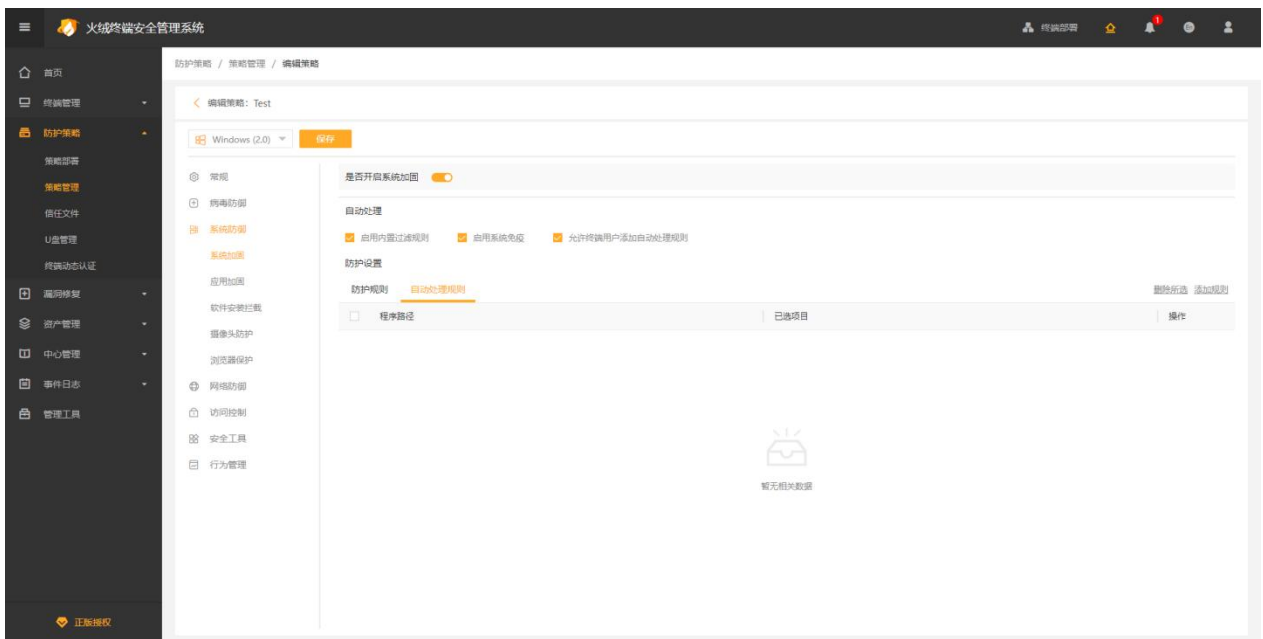 火绒终端安全管理系统
终端部署
1
首页
终端管理
防护策略
策略部署
策略管理
信任文件
U盘管理
终端动态认证
漏洞修复
资产管理
中心管理
事件日志
管理工具
正版授权
防护策略 / 策略管理 / 编辑策略
编辑策略：Test
Windows (2.0)
保存
常规
病毒防御
系统防御
系统加固
应用加固
软件安装拦截
摄像头防护
浏览器保护
网络防御
访问控制
安全工具
行为管理
是否开启系统加固
自动处理
启用内置过滤规则 启用系统免疫 允许终端用户添加自动处理规则
防护设置
防护规则 自动处理规则 删除所选 添加规则
程序路径 已选项目 操作
暂无相关数据